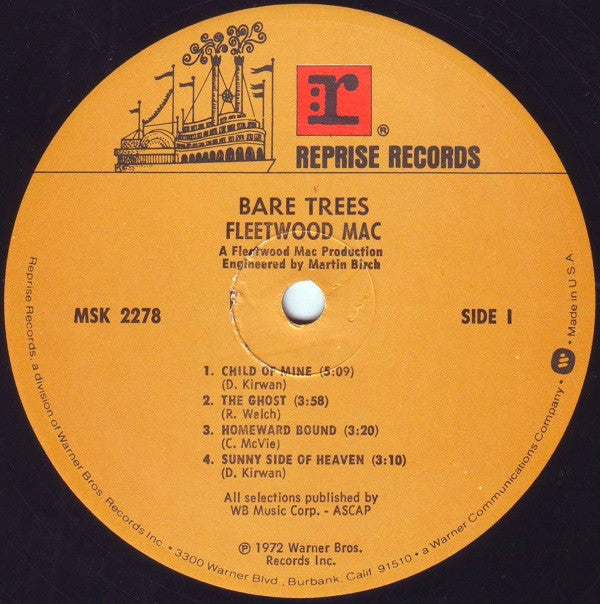 r
®
REPRISE RECORDS
BARE TREES
FLEETWOOD MAC
A Fleetwood Mac Production
Engineered by Martin Birch
MSK 2278
SIDE 1
1. CHILD OF MINE (5:09)
(D. Kirwan)
2. THE GHOST (3:58)
(R. Welch)
3. HOMEWARD BOUND (3:20)
(C. McVie)
4. SUNNY SIDE OF HEAVEN (3:10)
(D. Kirwan)
All selections published by
WB Music Corp. - ASCAP
℗ 1972 Warner Bros.
Records Inc.
Reprise Records, a division of Warner Bros. Records Inc. • 3300 Warner Blvd., Burbank, Calif. 91510 • a Warner Communications Company. • Made in U.S.A.